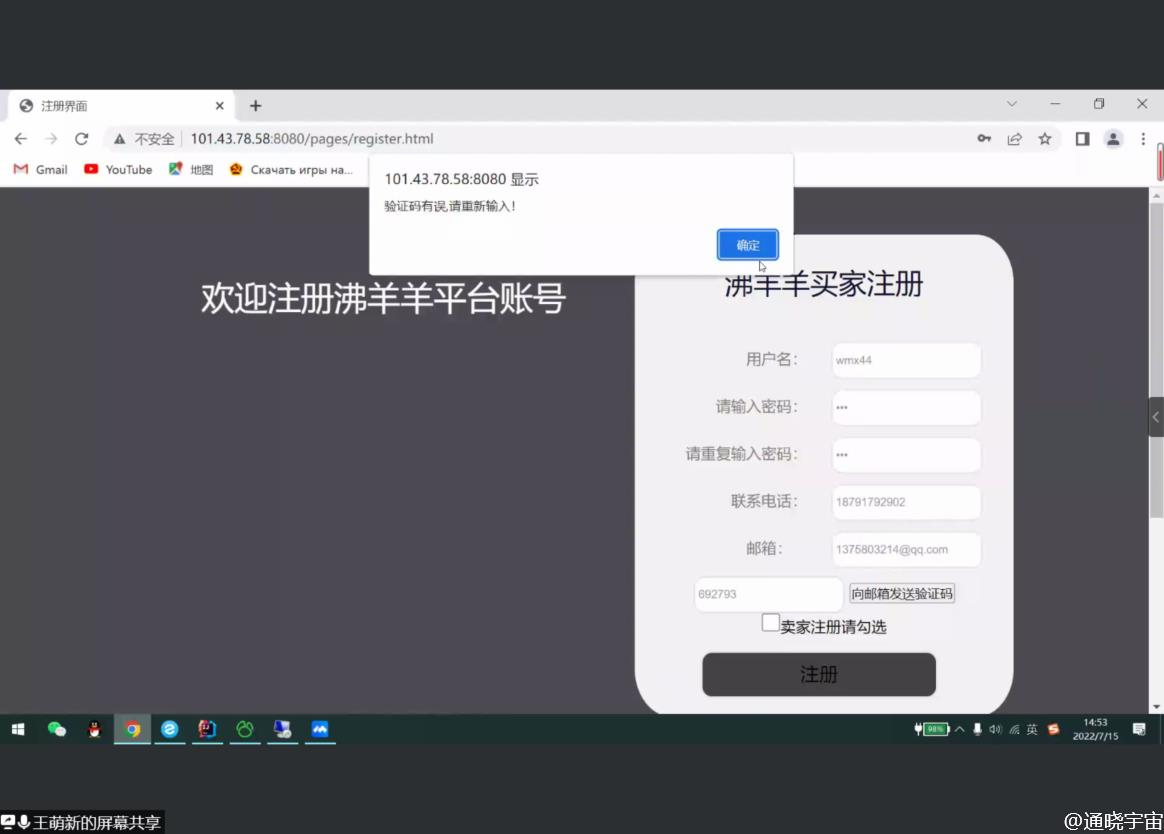 注册界面
不安全
101.43.78.58:8080/pages/register.html
Gmail
YouTube
地图
Скачать игры на...
101.43.78.58:8080 显示
验证码有误,请重新输入！
确定
欢迎注册沸羊羊平台账号
沸羊羊买家注册
用户名：
wmx44
请输入密码：
•••
请重复输入密码：
•••
联系电话：
18791792902
邮箱：
1375803214@qq.com
692793
向邮箱发送验证码
卖家注册请勾选
注册
98%
英
14:53
2022/7/15
王萌新的屏幕共享
@通晓宇宙